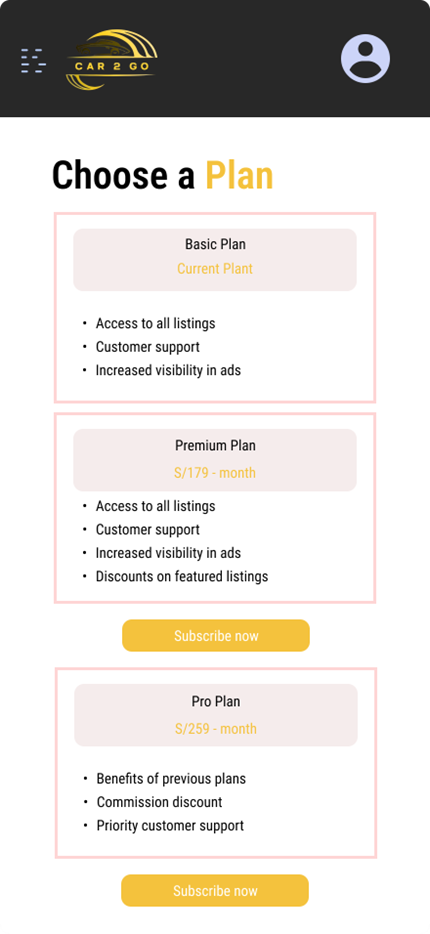 CAR 2 GO
Choose a Plan
Basic Plan
Current Plant
• Access to all listings
• Customer support
• Increased visibility in ads
Premium Plan
S/179 - month
• Access to all listings
• Customer support
• Increased visibility in ads
• Discounts on featured listings
Subscribe now
Pro Plan
S/259 - month
• Benefits of previous plans
• Commission discount
• Priority customer support
Subscribe now